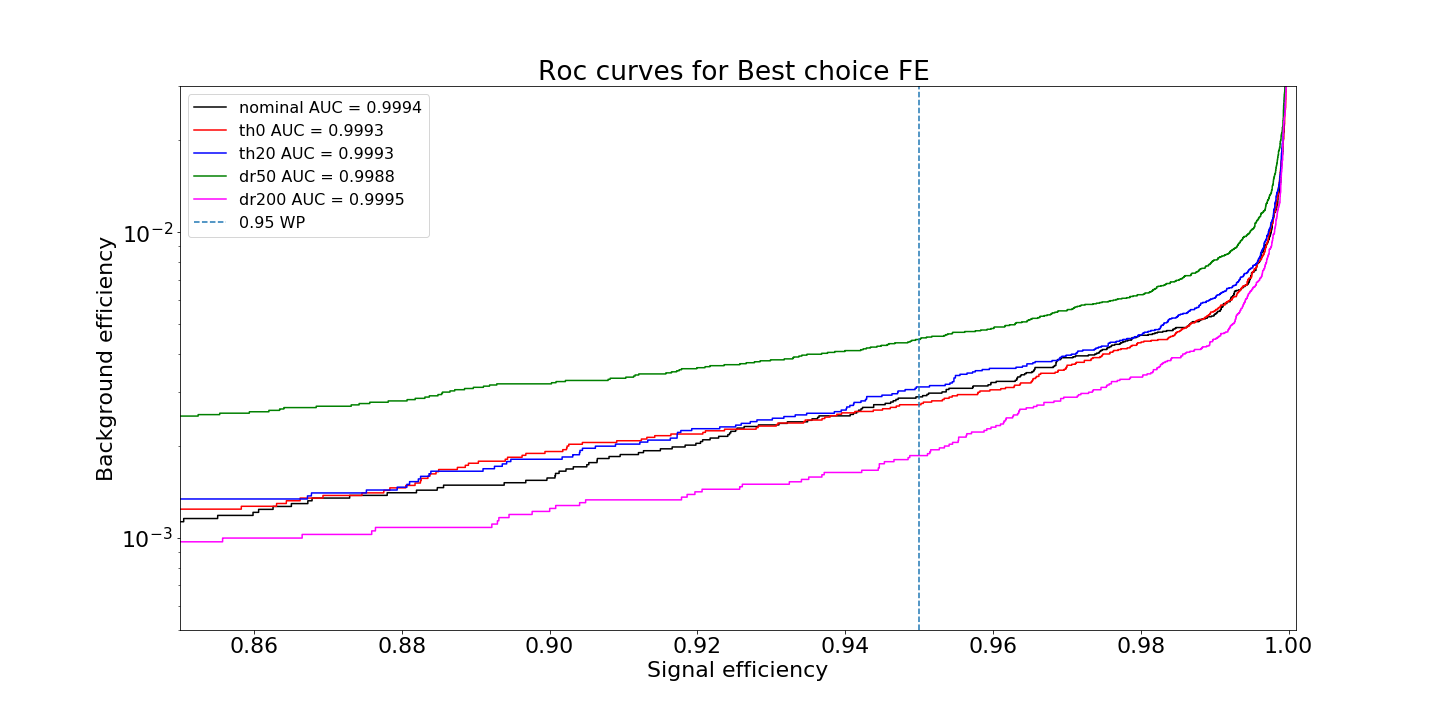 Roc curves for Best choice FE
nominal AUC = 0.9994
th0 AUC = 0.9993
th20 AUC = 0.9993
dr50 AUC = 0.9988
dr200 AUC = 0.9995
0.95 WP
Background efficiency
10⁻²
10⁻³
0.86 0.88 0.90 0.92 0.94 0.96 0.98 1.00
Signal efficiency